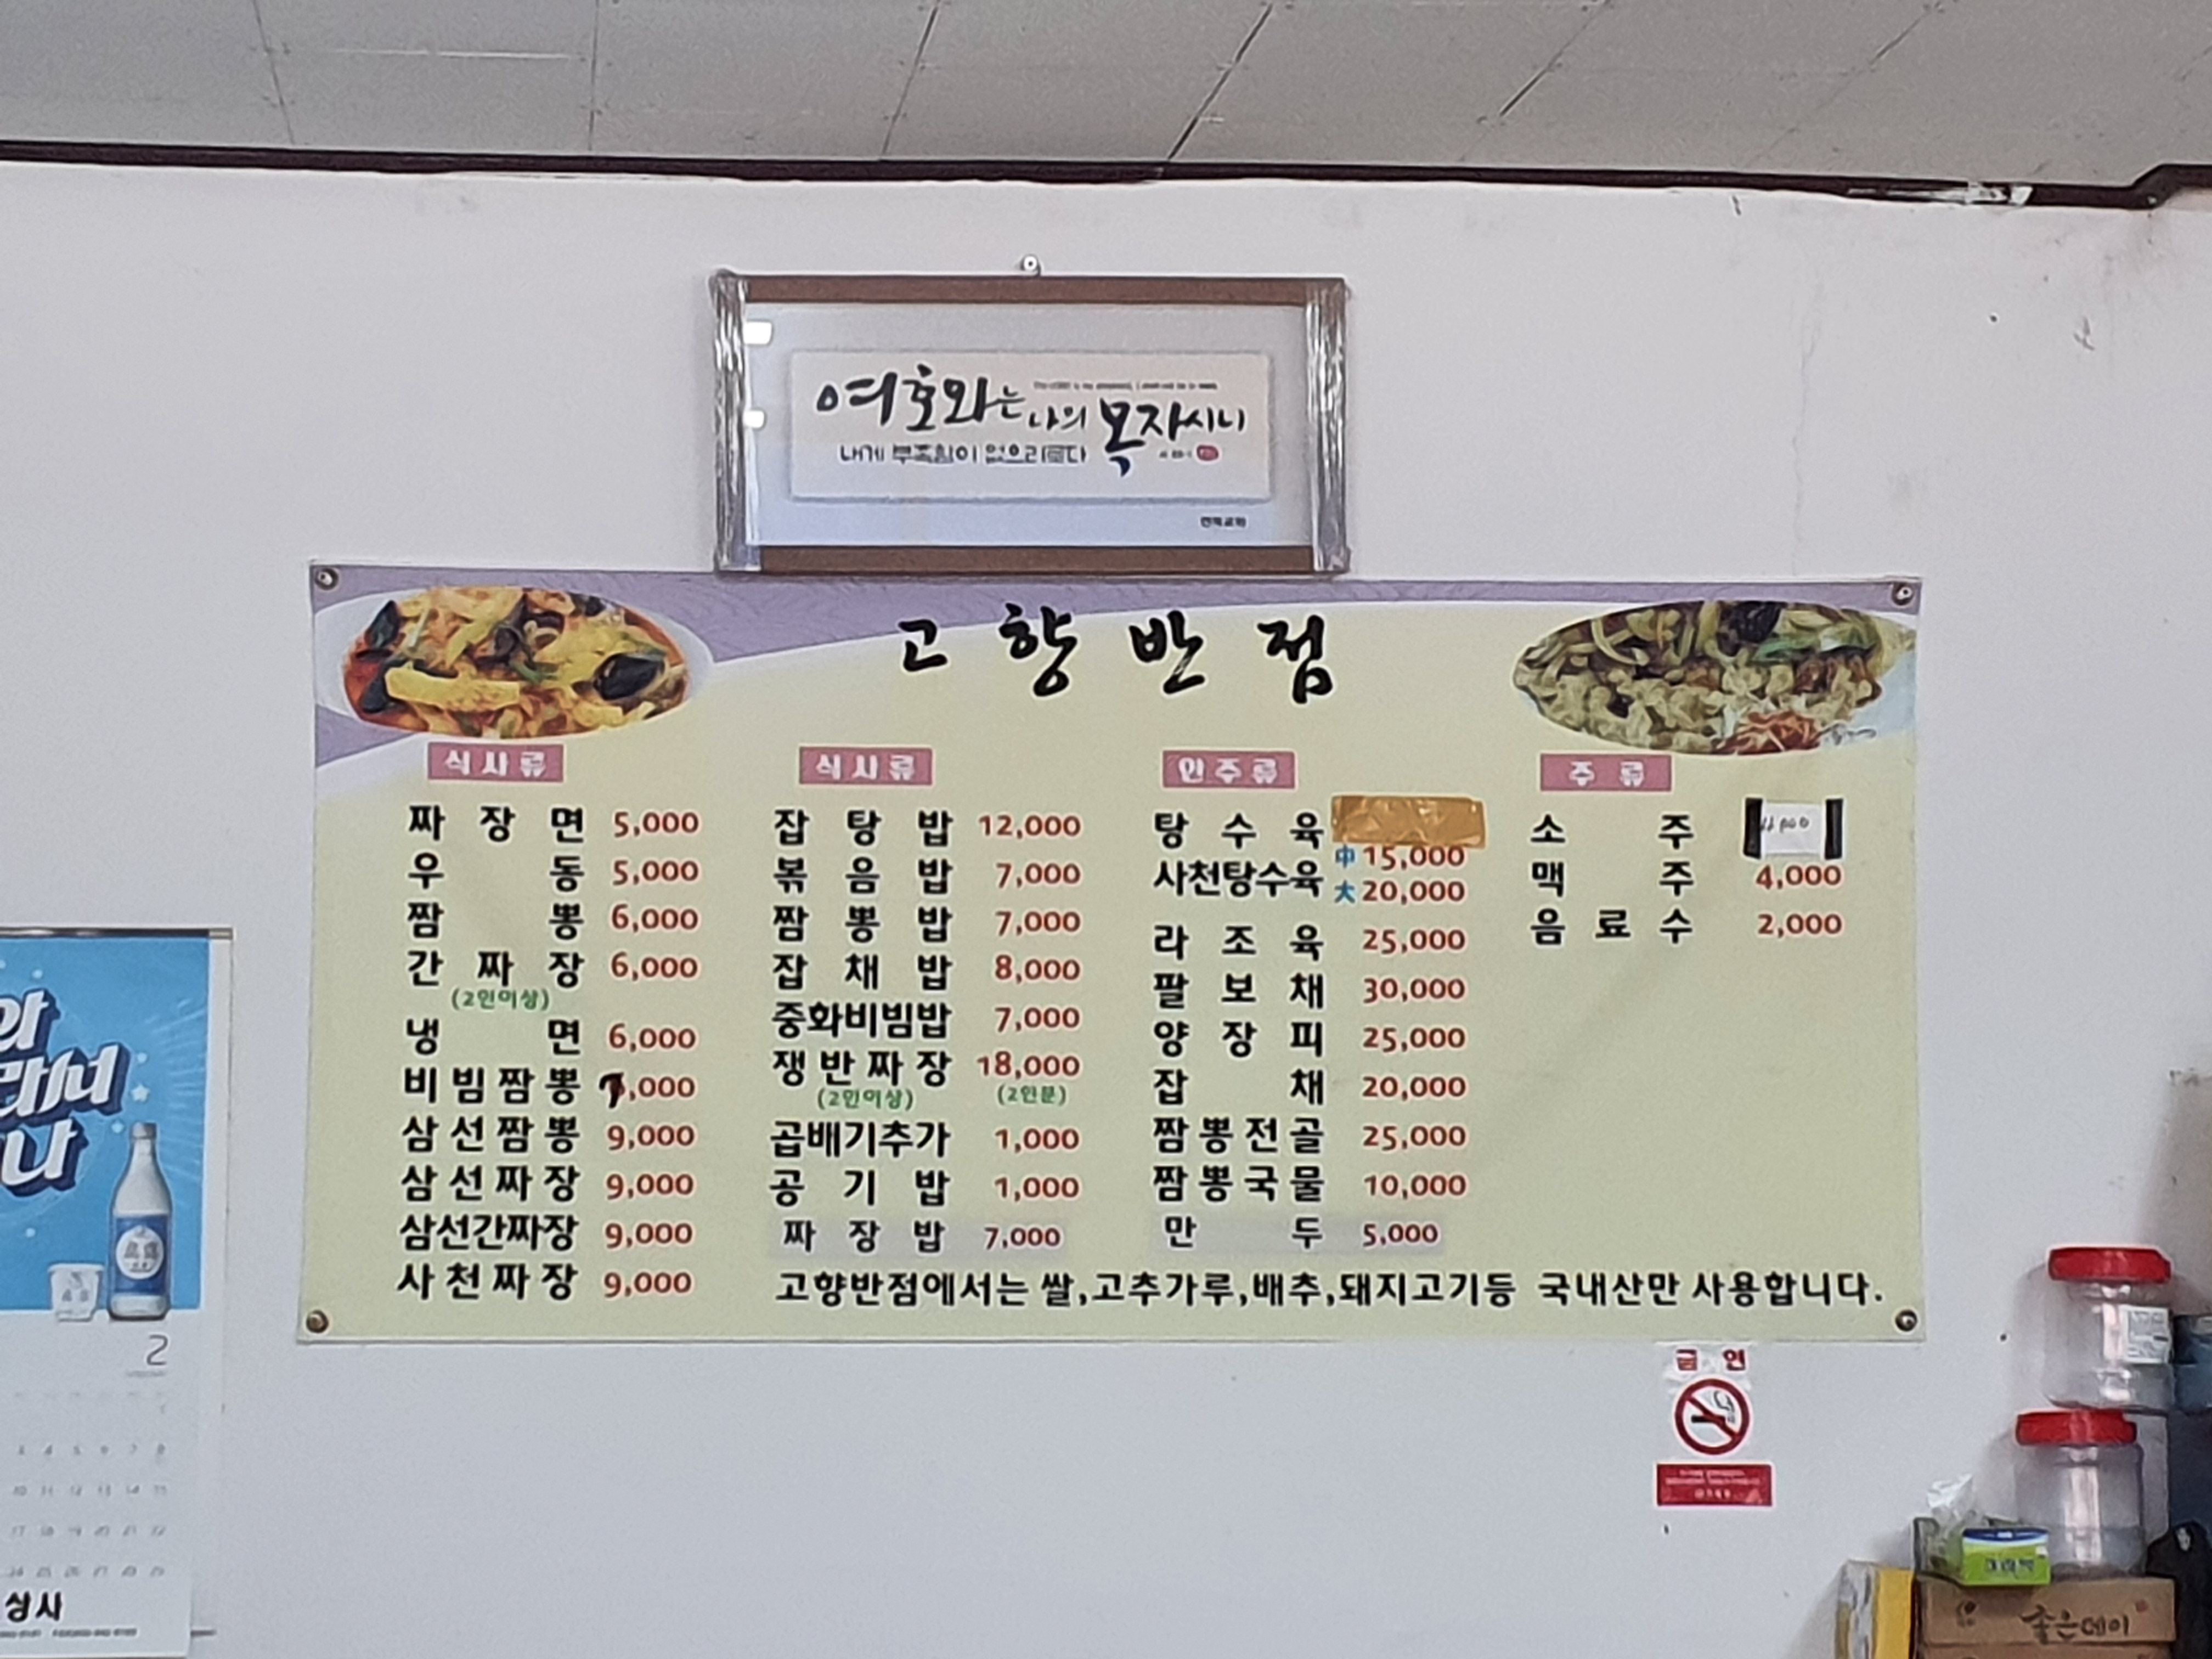 여호와는 나의 목자시니
내게 부족함이 없으리로다
고향반점
식사류
짜장면 5,000
우동 5,000
짬뽕 6,000
간짜장 6,000
(2인이상)
냉면 6,000
비빔짬뽕 7,000
삼선짬뽕 9,000
삼선짜장 9,000
삼선간짜장 9,000
사천짜장 9,000
식사류
잡탕밥 12,000
볶음밥 7,000
짬뽕밥 7,000
잡채밥 8,000
중화비빔밥 7,000
쟁반짜장 18,000
(2인이상) (2인분)
곱배기추가 1,000
공기밥 1,000
짜장밥 7,000
안주류
탕수육
中 15,000
사천탕수육 大 20,000
라조육 25,000
팔보채 30,000
양장피 25,000
잡채 20,000
짬뽕전골 25,000
짬뽕국물 10,000
만두 5,000
주류
소주
맥주 4,000
음료수 2,000
고향반점에서는 쌀,고추가루,배추,돼지고기등 국내산만 사용합니다.
금연
2
상사
좋은데이